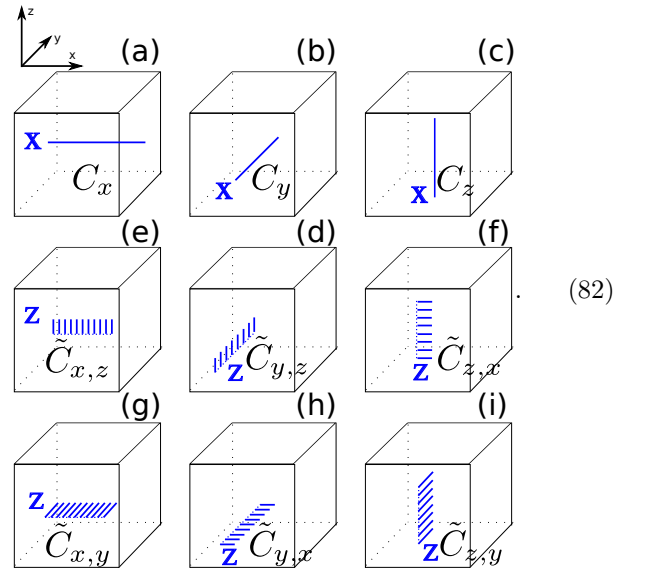 z
y
x
(a) (b) (c)
X X X
C_x C_y C_z
(e) (d) (f)
Z Z Z
C̃_{x,z} C̃_{y,z} C̃_{z,x}
. (82)
(g) (h) (i)
Z Z Z
C̃_{x,y} C̃_{y,x} C̃_{z,y}